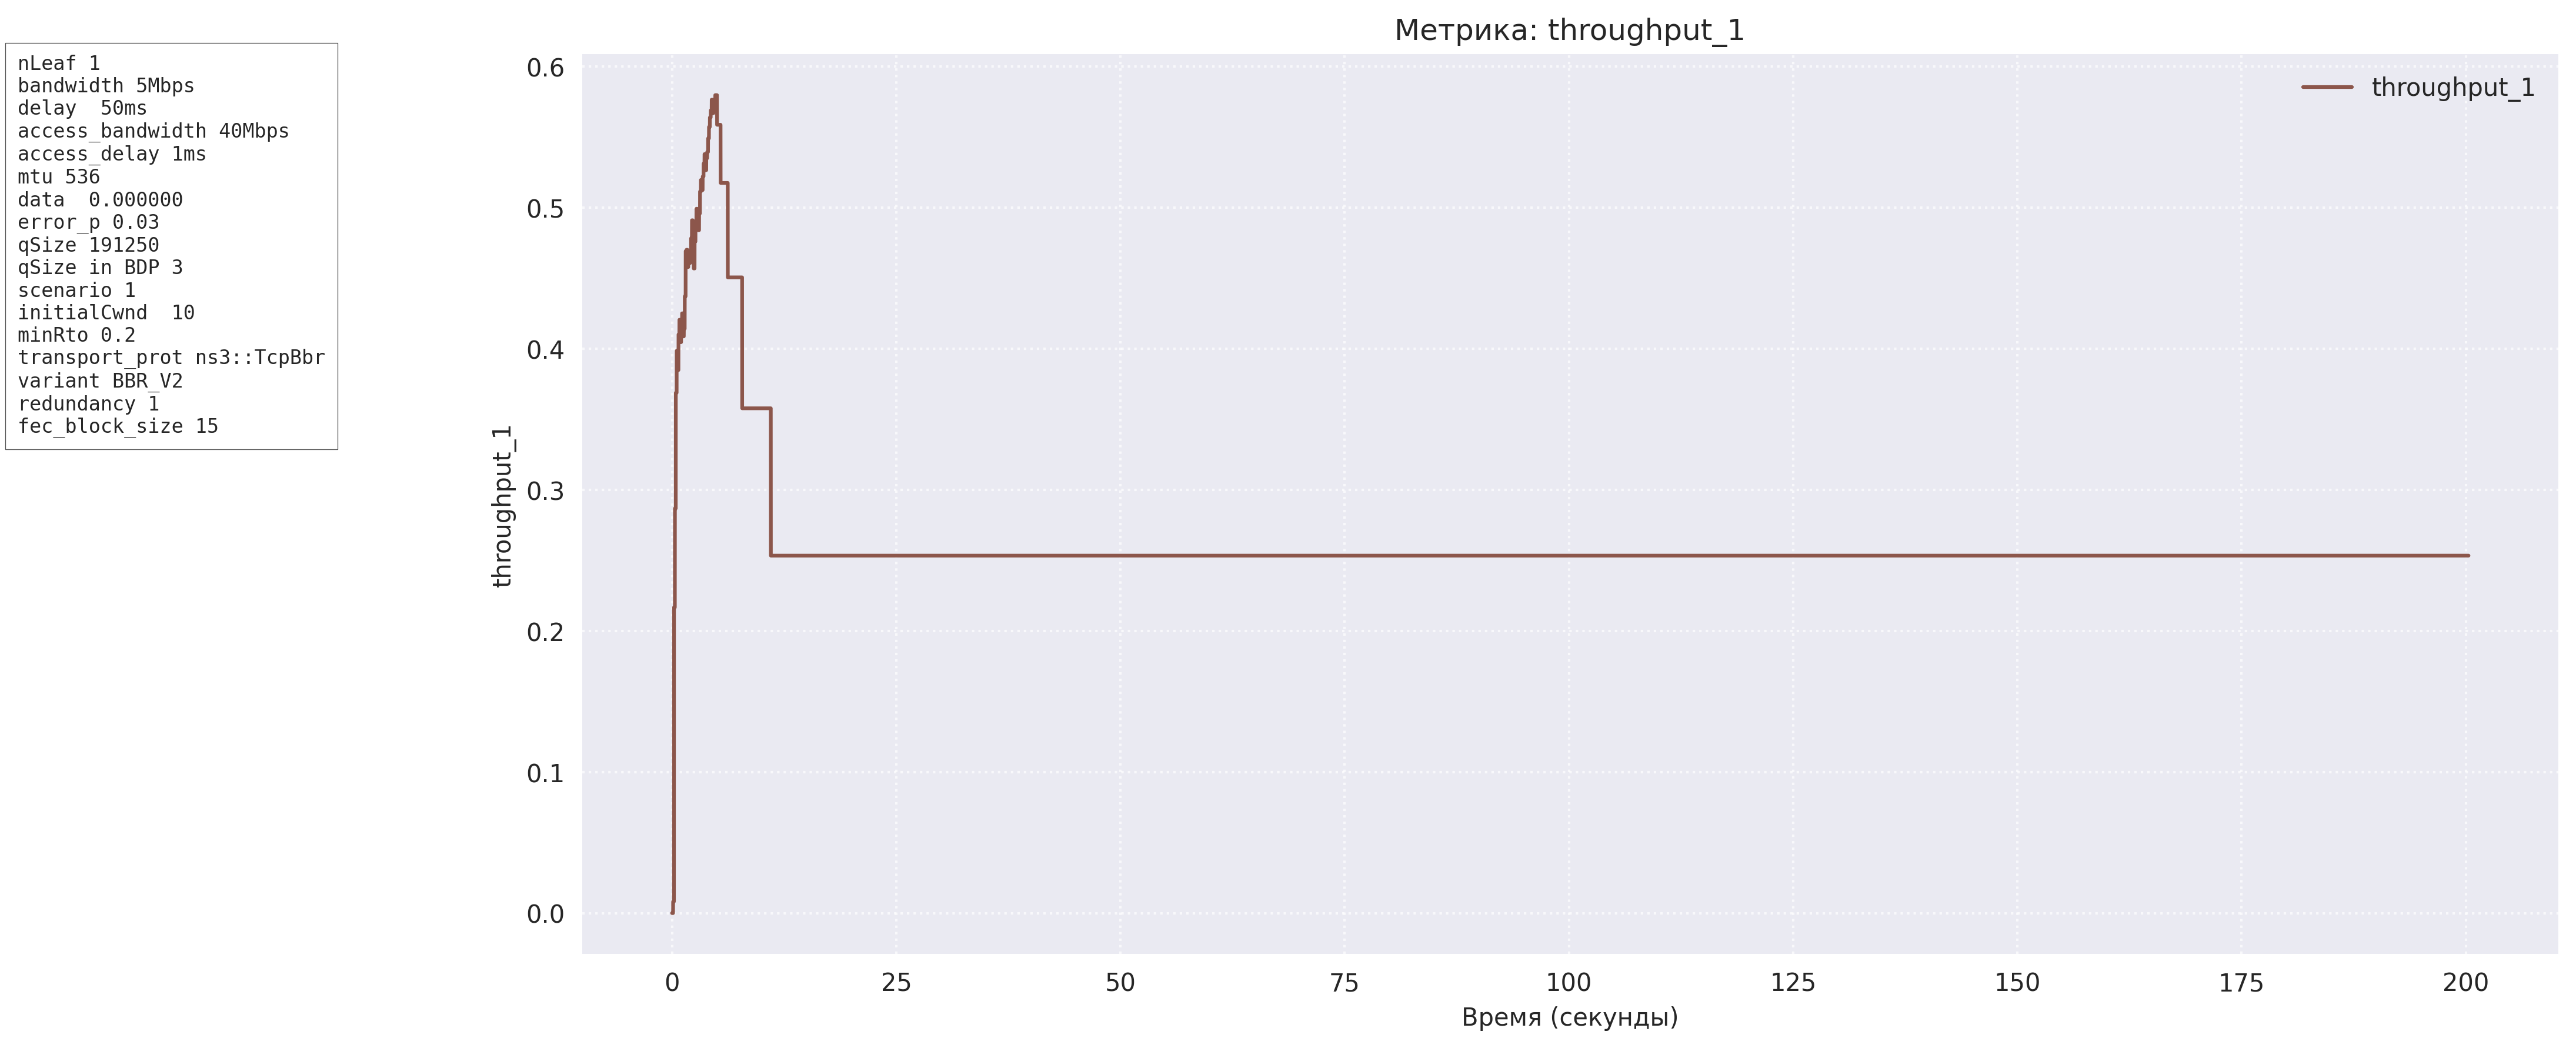 nLeaf 1
bandwidth 5Mbps
delay  50ms
access_bandwidth 40Mbps
access_delay 1ms
mtu 536
data  0.000000
error_p 0.03
qSize 191250
qSize in BDP 3
scenario 1
initialCwnd  10
minRto 0.2
transport_prot ns3::TcpBbr
variant BBR_V2
redundancy 1
fec_block_size 15
Метрика: throughput_1
throughput_1
throughput_1
0.6
0.5
0.4
0.3
0.2
0.1
0.0
0 25 50 75 100 125 150 175 200
Время (секунды)